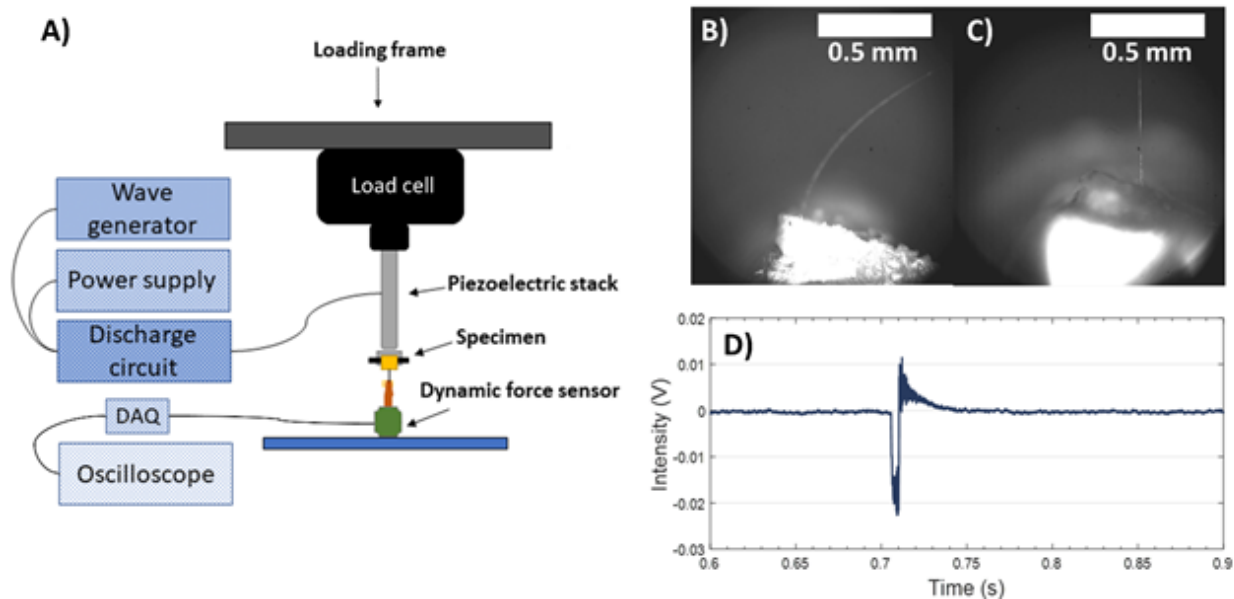 A)
Loading frame
Load cell
Wave
generator
Power supply
Discharge
circuit
Piezoelectric stack
Specimen
Dynamic force sensor
DAQ
Oscilloscope
B)
0.5 mm
C)
0.5 mm
D)
0.02
0.01
0
-0.01
-0.02
-0.03
Intensity (V)
0.6
0.65
0.7
0.75
0.8
0.85
0.9
Time (s)